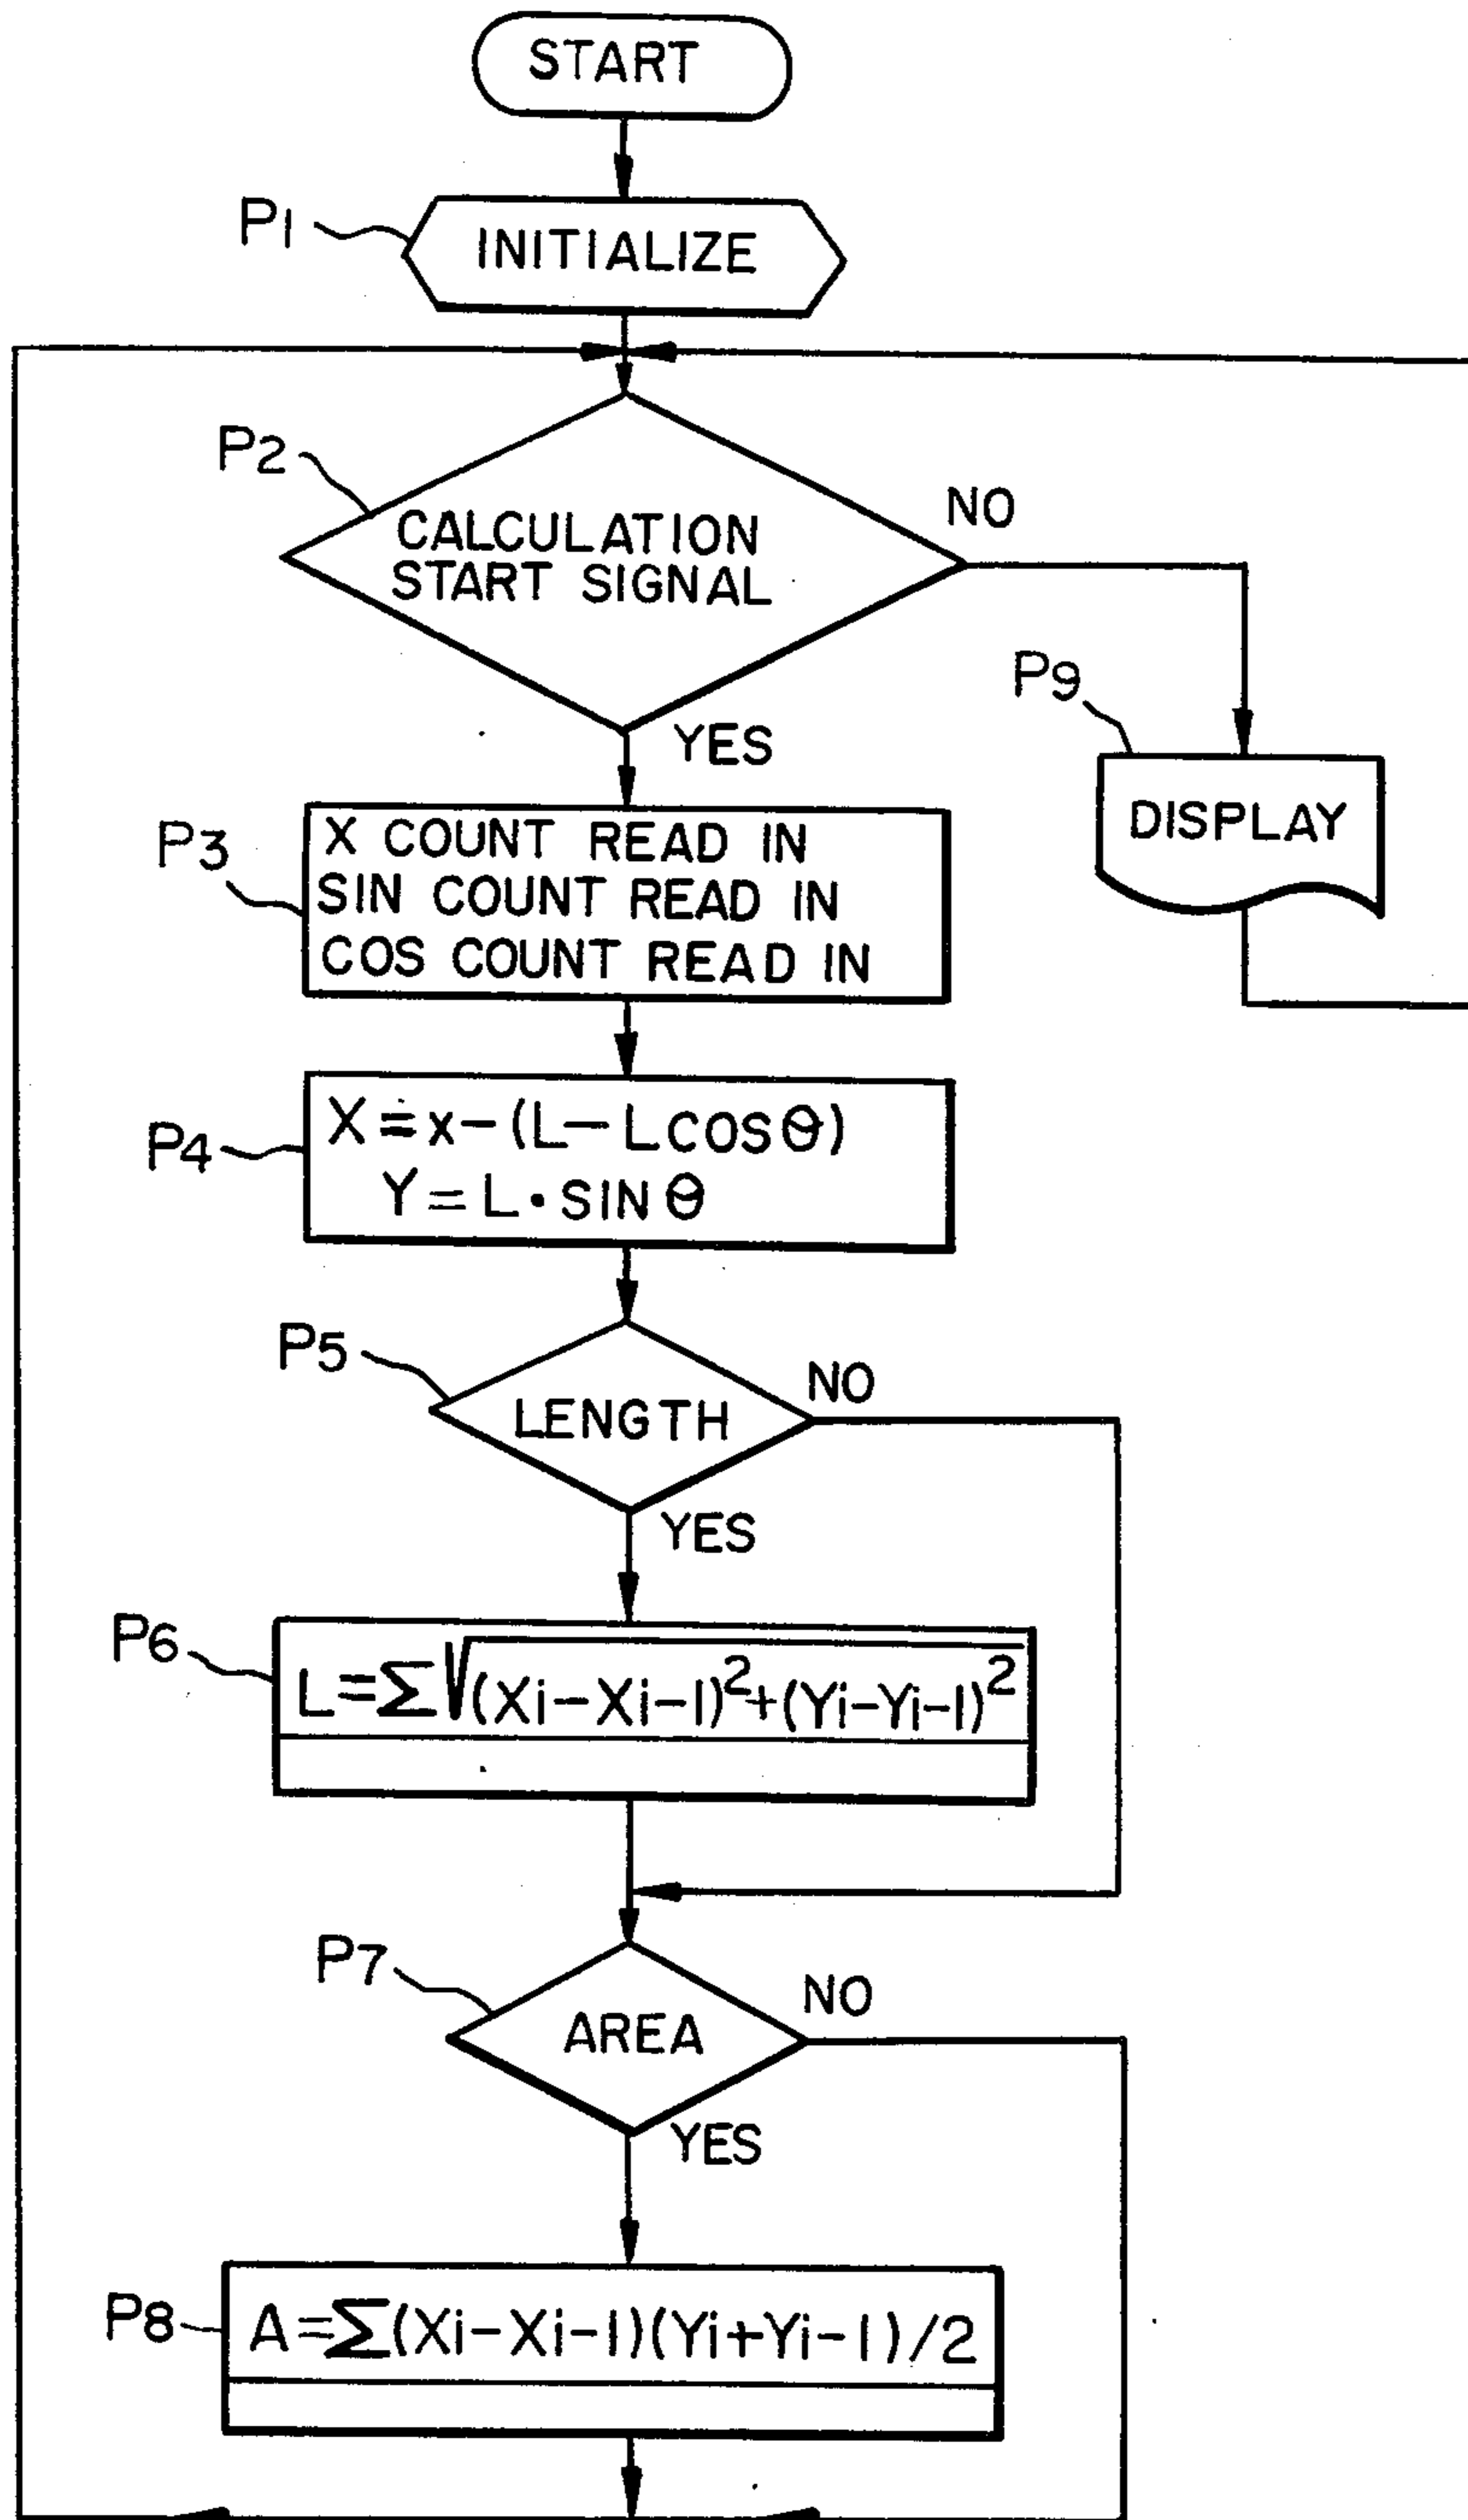 START
P1
INITIALIZE
P2
CALCULATION
START SIGNAL
NO
YES
P9
DISPLAY
P3
X COUNT READ IN
SIN COUNT READ IN
COS COUNT READ IN
P4
X = x-(L-L COS θ)
Y = L • SIN θ
P5
LENGTH
NO
YES
P6
L=Σ√(Xi-Xi-1)²+(Yi-Yi-1)²
P7
AREA
NO
YES
P8
A=Σ(Xi-Xi-1)(Yi+Yi-1)/2